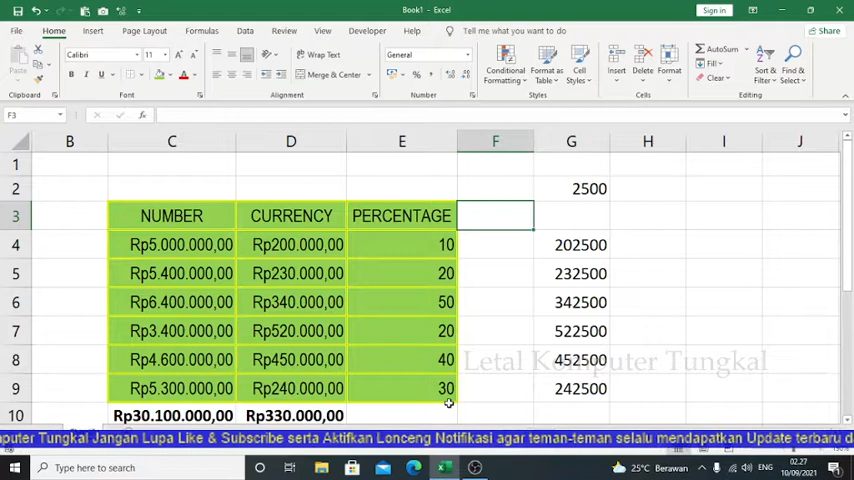 Book1 - Excel
Sign in
File Home Insert Page Layout Formulas Data Review View Developer Help Tell me what you want to do Share
Paste
Calibri 11 A A
Wrap Text
General
B I U
Merge & Center
% 9
Conditional Formatting
Format as Table
Cell Styles
Insert Delete Format
AutoSum
Fill
Clear
Sort & Filter
Find & Select
Clipboard Font Alignment Number Styles Cells Editing
F3 fx
B C D E F G H I J
1
2 2500
3 NUMBER CURRENCY PERCENTAGE
4 Rp5.000.000,00 Rp200.000,00 10 202500
5 Rp5.400.000,00 Rp230.000,00 20 232500
6 Rp6.400.000,00 Rp340.000,00 50 342500
7 Rp3.400.000,00 Rp520.000,00 20 522500
8 Rp4.600.000,00 Rp450.000,00 40 452500
Letal Komputer Tungkal
9 Rp5.300.000,00 Rp240.000,00 30 242500
10 Rp30.100.000,00 Rp330.000,00
mputer Tungkal Jangan Lupa Like & Subscribe serta Aktifkan Lonceng Notifikasi agar teman-teman selalu mendapatkan Update terbaru d
Type here to search
25°C Berawan
ENG
02.27
10/09/2021